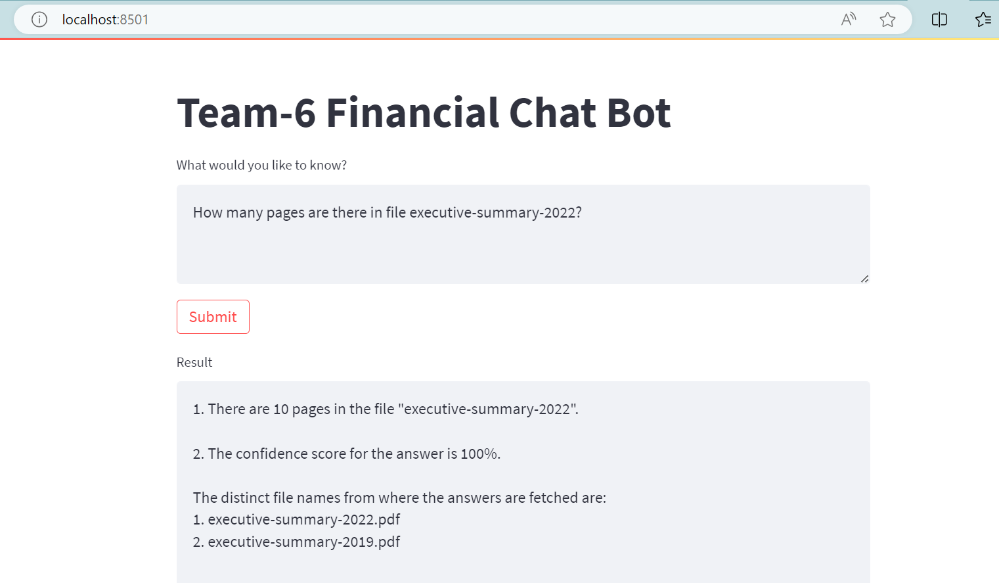 localhost:8501
Team-6 Financial Chat Bot
What would you like to know?
How many pages are there in file executive-summary-2022?
Submit
Result
1. There are 10 pages in the file "executive-summary-2022".
2. The confidence score for the answer is 100%.
The distinct file names from where the answers are fetched are:
1. executive-summary-2022.pdf
2. executive-summary-2019.pdf